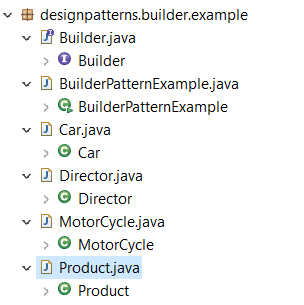 designpatterns.builder.example
Builder.java
Builder
BuilderPatternExample.java
BuilderPatternExample
Car.java
Car
Director.java
Director
MotorCycle.java
MotorCycle
Product.java
Product